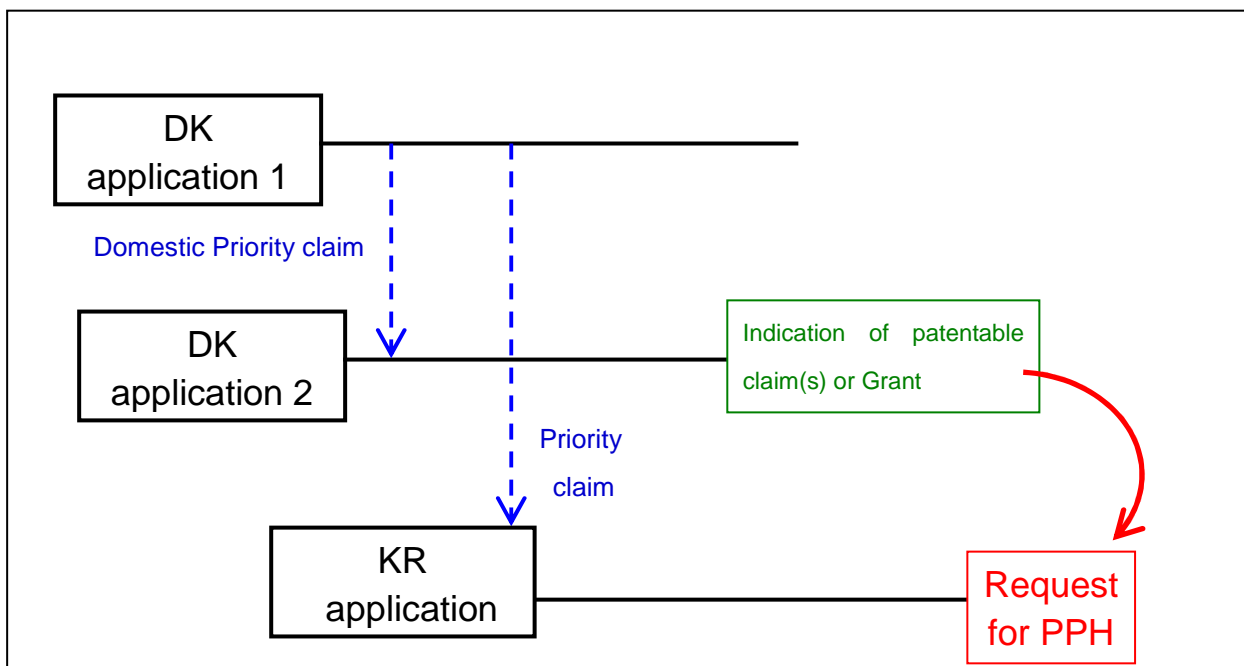 DK
application 1
Domestic Priority claim
DK
application 2
Indication of patentable
claim(s) or Grant
Priority
claim
KR
application
Request
for PPH